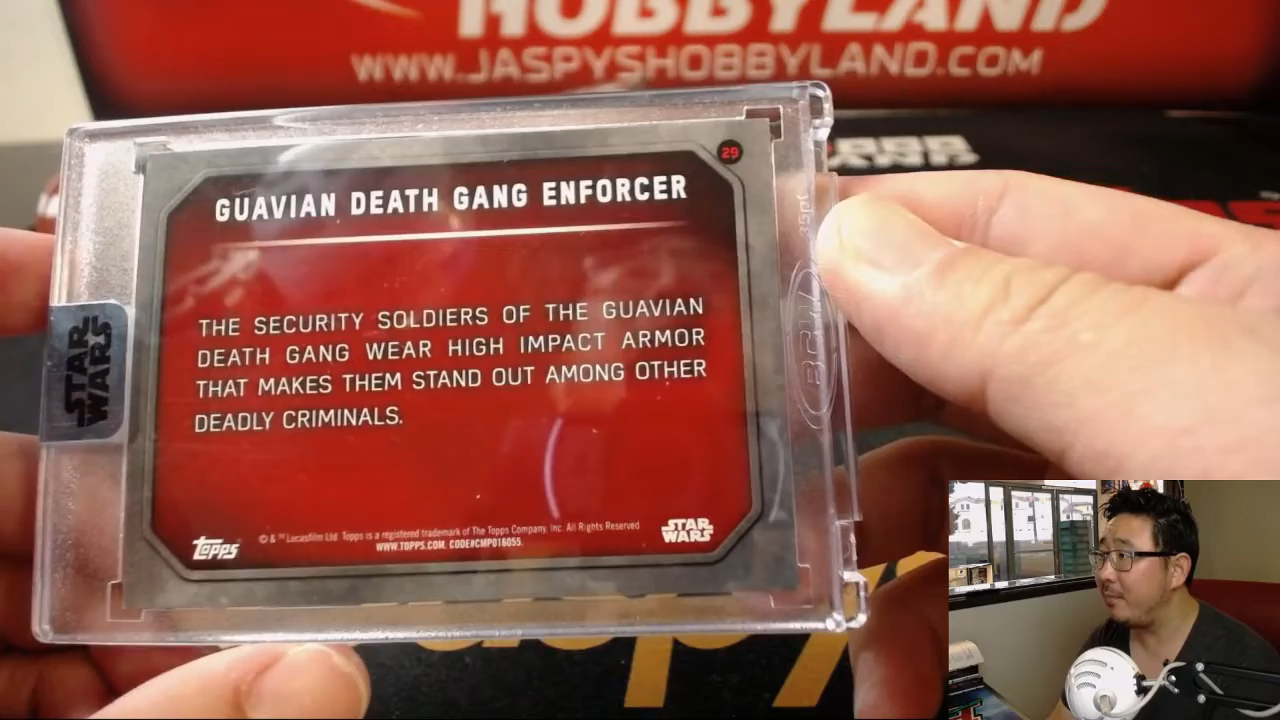 HOBBYLAND
WWW.JASPYSHOBBYLAND.COM
29
GUAVIAN DEATH GANG ENFORCER
THE SECURITY SOLDIERS OF THE GUAVIAN
DEATH GANG WEAR HIGH IMPACT ARMOR
THAT MAKES THEM STAND OUT AMONG OTHER
DEADLY CRIMINALS.
STAR
WARS
35pt
BCW
Topps
© & ™ Lucasfilm Ltd. Topps is a registered trademark of The Topps Company, Inc. All Rights Reserved
WWW.TOPPS.COM. CODE#CMP016055.
STAR
WARS